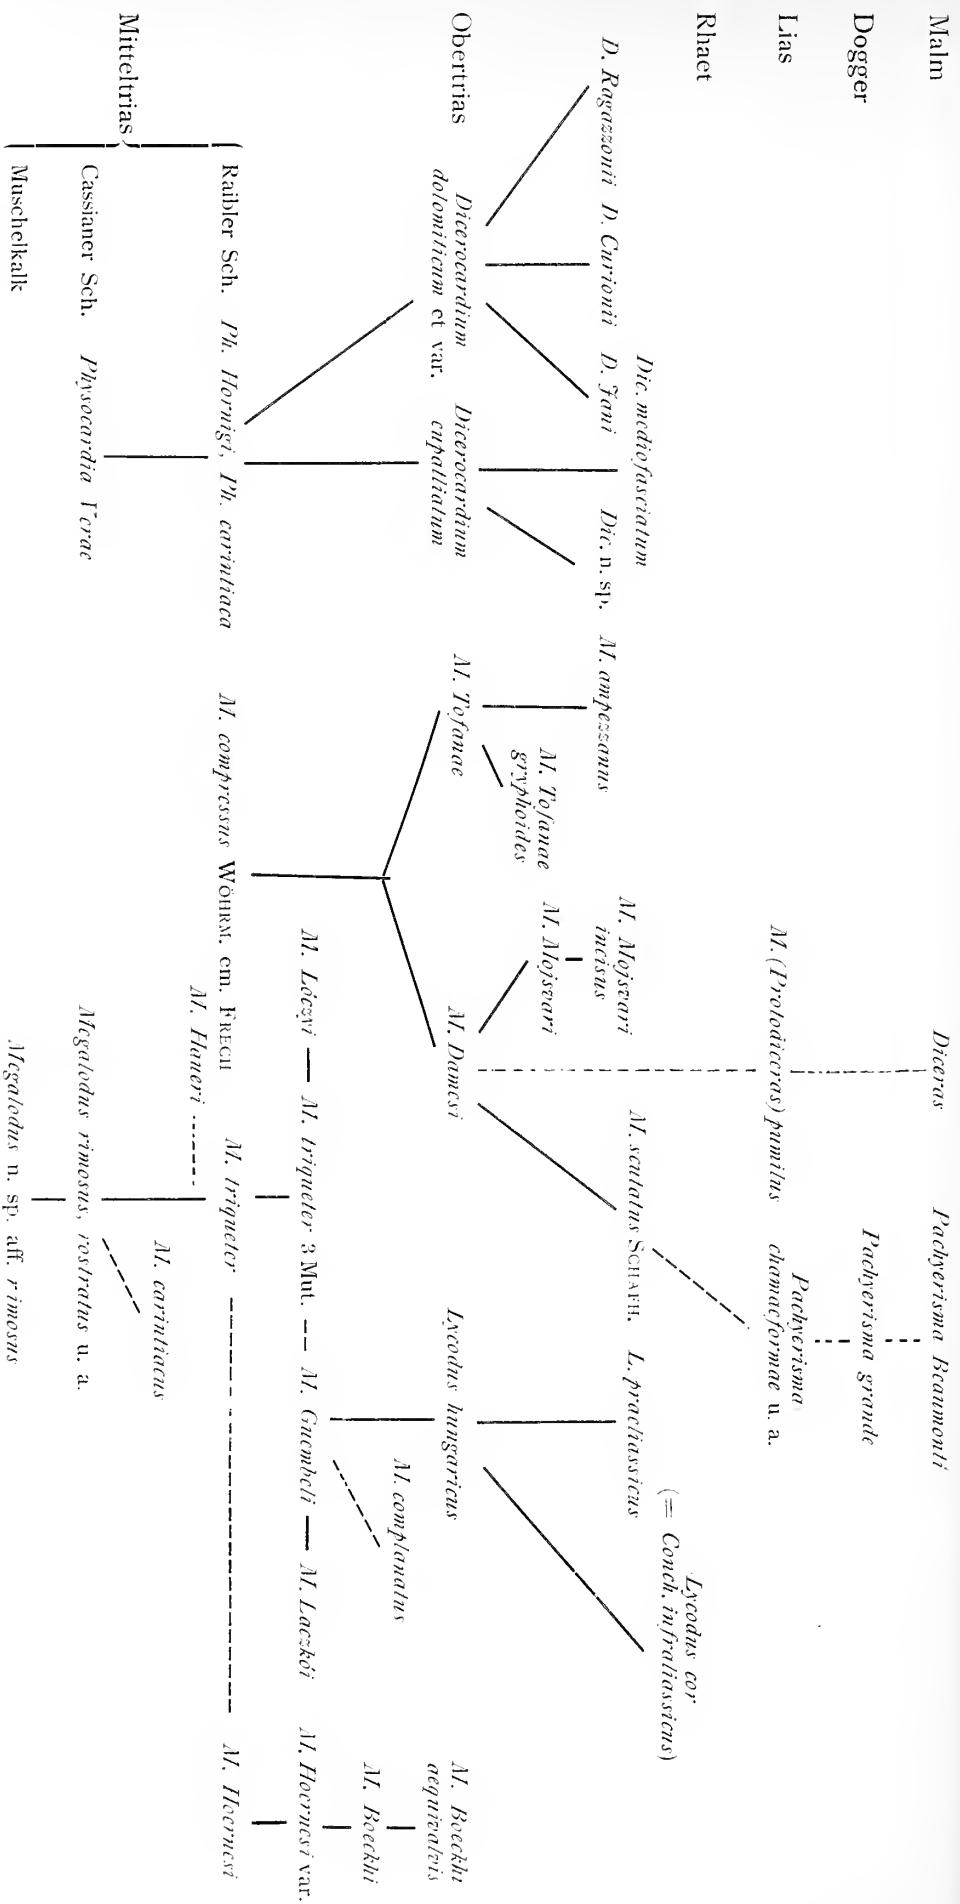 Malm
Diceras
Pachyerisma Beaumonti
Dogger
Pachyerisma grande
Lias
M. (Protodiceras) pumilus
Pachyerisma
chamaeformae u. a.
Rhaet
Lycodus cor
(= Conch. infraliassicus)
Dic. mediofasciatum
D. Ragazzonii
D. Curionii
D. Jani
Dic. n. sp.
M. ampezzanus
M. Mojsvari
incisus
M. scutatus SCHAFH.
L. praeliassicus
M. Tofanae
gryphoides
M. Mojsvari
Obertrias
Dicerocardium
dolomiticum et var.
Dicerocardium
cupatliatum
M. Tofanae
M. Damesi
Lycodus hungaricus
M. Boeckhi
aequivalvis
M. complanatus
M. Boeckhi
M. Lóczyi — M. triqueter 3 Mut. -- M. Guembeli — M. Laczkói
M. Hoernesi var.
Mitteltrias
Raibler Sch.
Ph. Hornigi, Ph. carintiaca
M. compressus WÖHRM. em. FRECH
M. triqueter
M. Hoernesi
M. Haueri
M. carintiacus
Cassianer Sch.
Physocardia Verae
Megalodus rimosus, rostratus u. a.
Muschelkalk
Megalodus n. sp. aff. rimosus